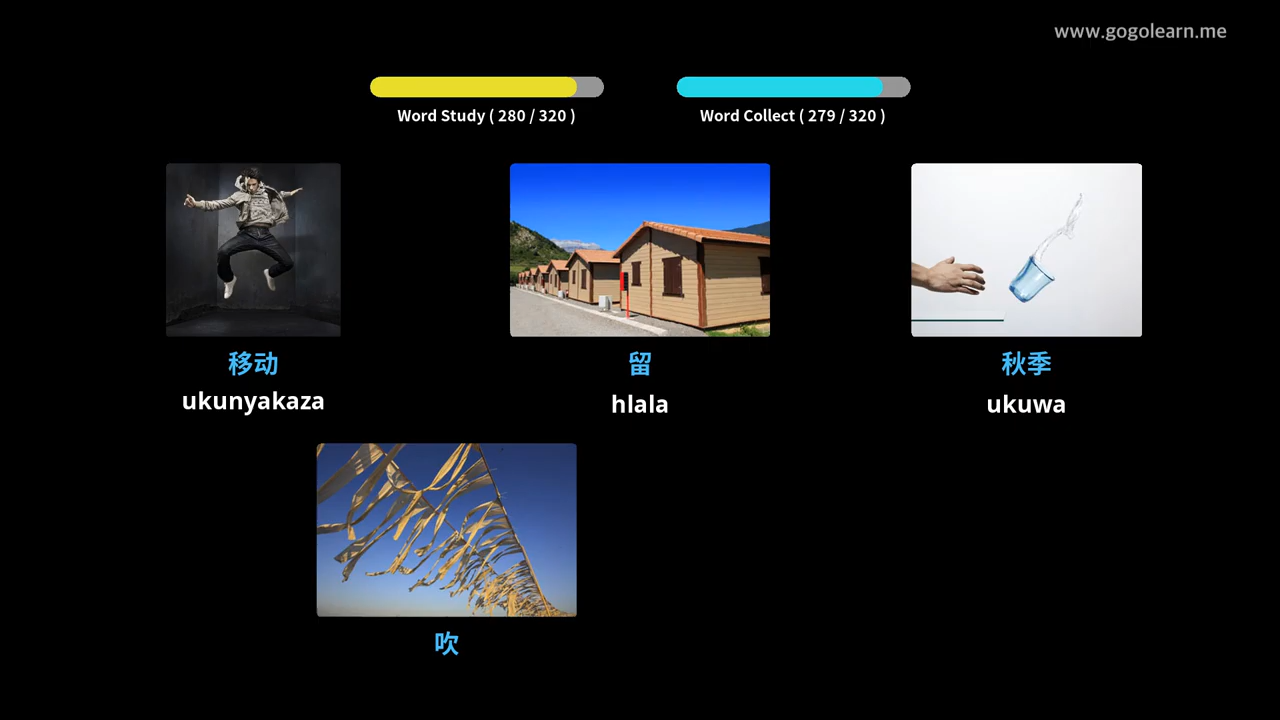 www.gogolearn.me
Word Study ( 280 / 320 )
Word Collect ( 279 / 320 )
移动
ukunyakaza
留
hlala
秋季
ukuwa
吹